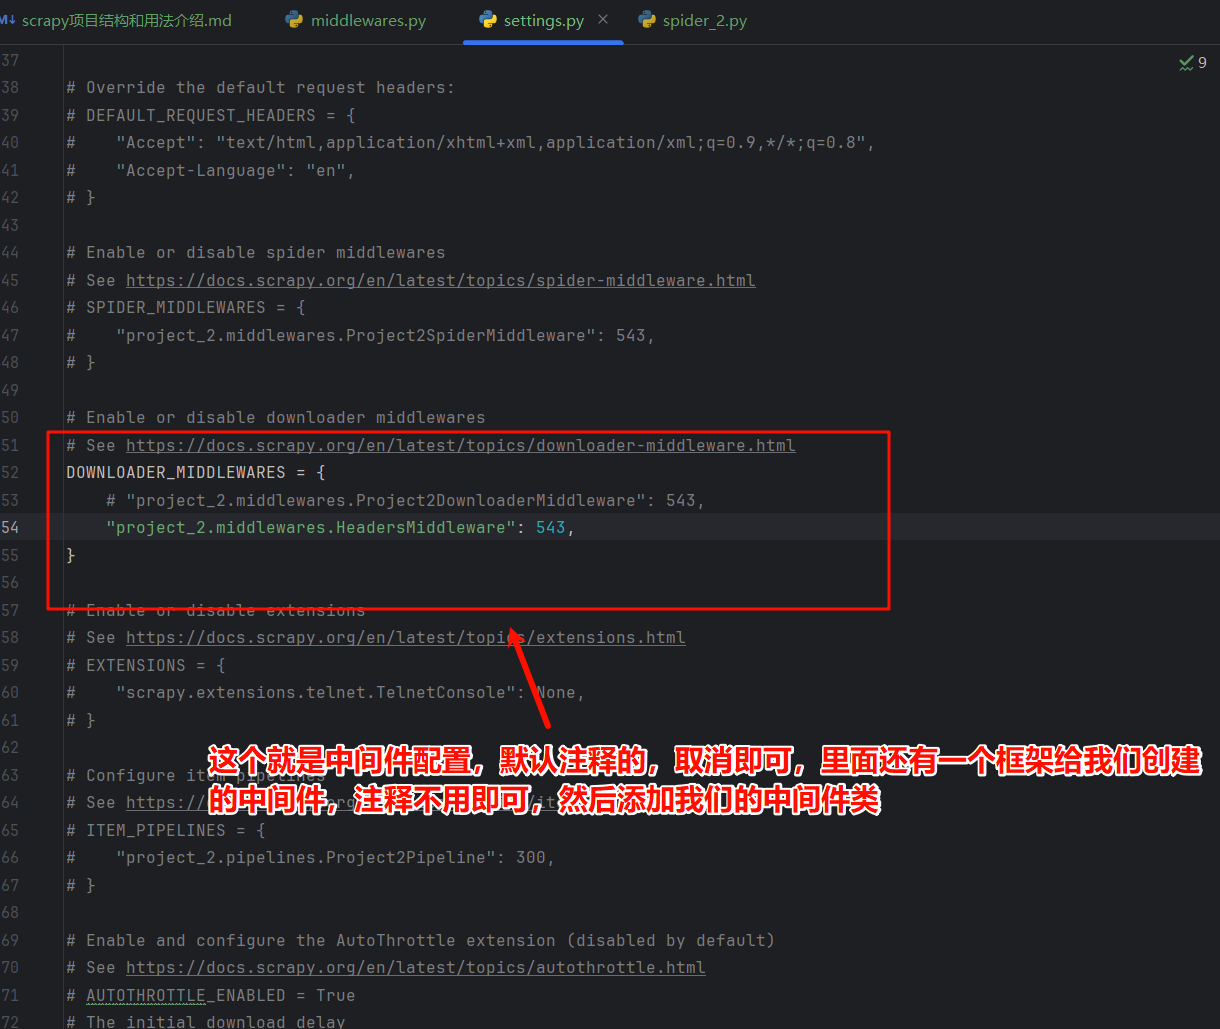 M↓ scrapy项目结构和用法介绍.md middlewares.py settings.py × spider_2.py
37
9
38 # Override the default request headers:
39 # DEFAULT_REQUEST_HEADERS = {
40 #    "Accept": "text/html,application/xhtml+xml,application/xml;q=0.9,*/*;q=0.8",
41 #    "Accept-Language": "en",
42 # }
43
44 # Enable or disable spider middlewares
45 # See https://docs.scrapy.org/en/latest/topics/spider-middleware.html
46 # SPIDER_MIDDLEWARES = {
47 #    "project_2.middlewares.Project2SpiderMiddleware": 543,
48 # }
49
50 # Enable or disable downloader middlewares
51 # See https://docs.scrapy.org/en/latest/topics/downloader-middleware.html
52 DOWNLOADER_MIDDLEWARES = {
53     # "project_2.middlewares.Project2DownloaderMiddleware": 543,
54     "project_2.middlewares.HeadersMiddleware": 543,
55 }
56
57 # Enable or disable extensions
58 # See https://docs.scrapy.org/en/latest/topics/extensions.html
59 # EXTENSIONS = {
60 #    "scrapy.extensions.telnet.TelnetConsole": None,
61 # }
62
这个就是中间件配置，默认注释的，取消即可，里面还有一个框架给我们创建
63 # Configure item pipelines
的中间件，注释不用即可，然后添加我们的中间件类
64 # See https://
65 # ITEM_PIPELINES = {
66 #    "project_2.pipelines.Project2Pipeline": 300,
67 # }
68
69 # Enable and configure the AutoThrottle extension (disabled by default)
70 # See https://docs.scrapy.org/en/latest/topics/autothrottle.html
71 # AUTOTHROTTLE_ENABLED = True
72 # The initial download delay